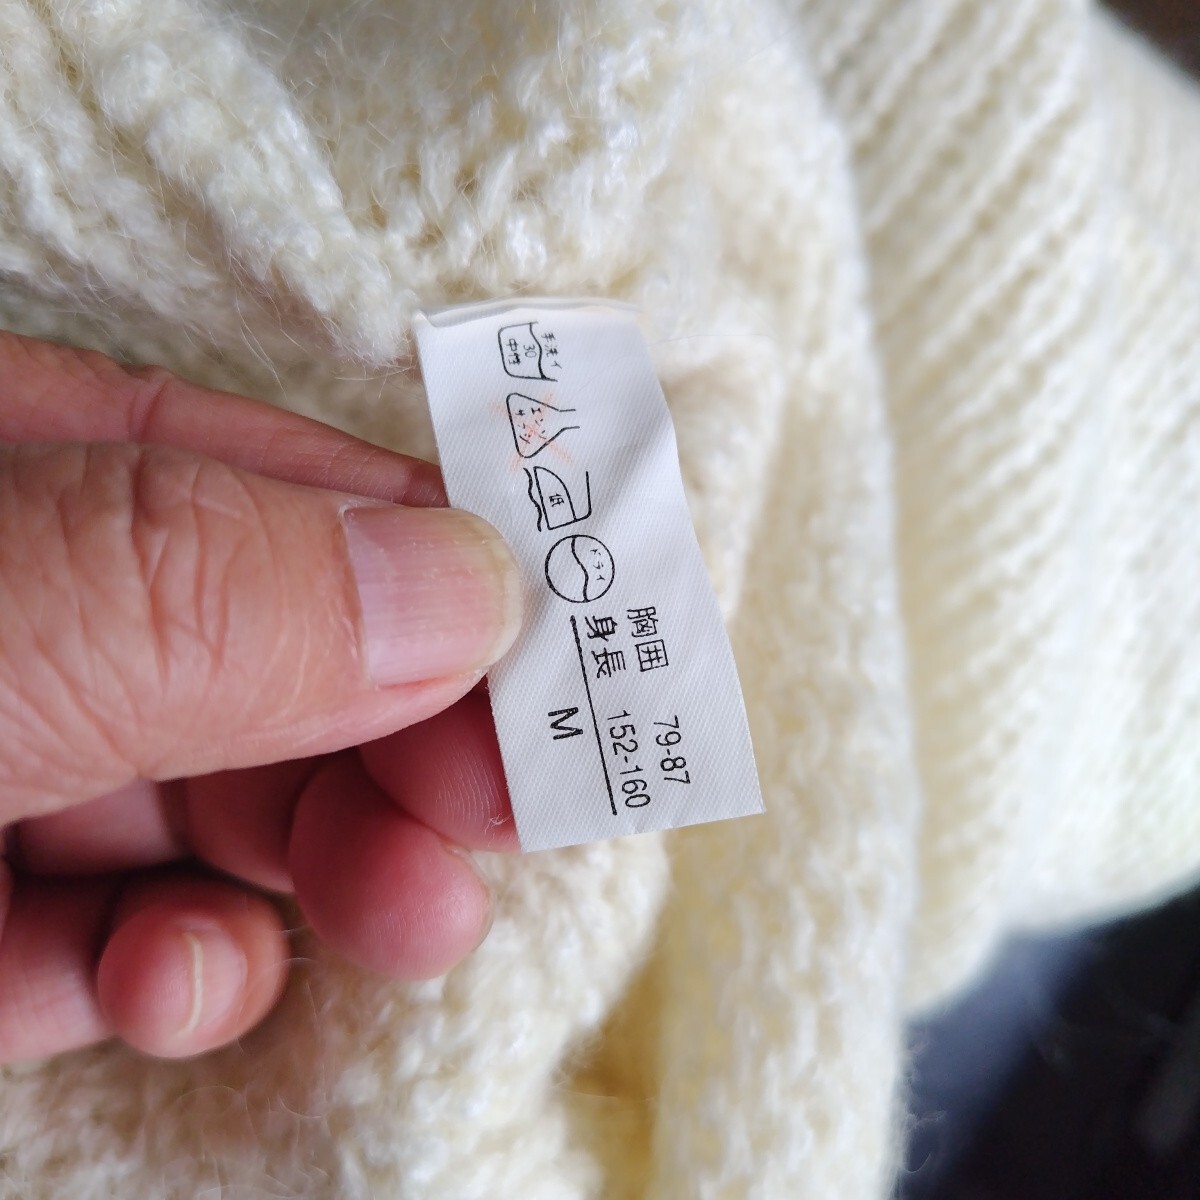 手洗イ
30
中性
エンソ
サラシ
低
ドライ
胸囲 79-87
身長 152-160
M